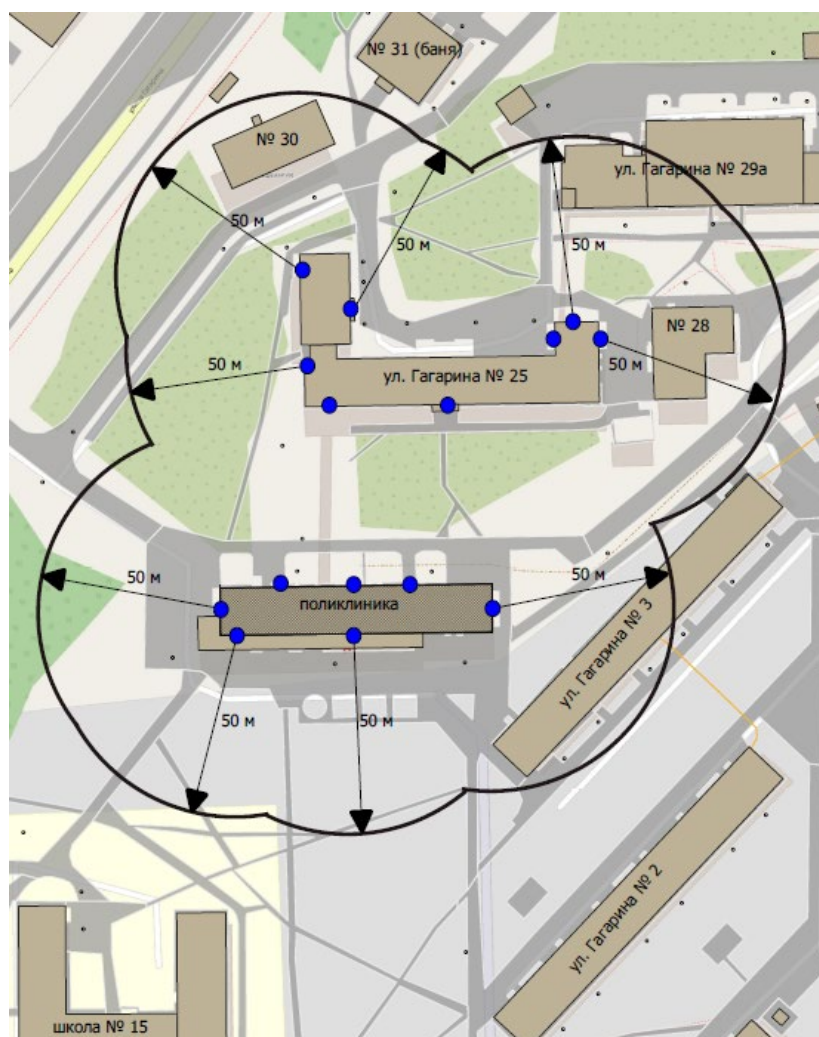 № 31 (баня)
№ 30
ул. Гагарина № 29а
50 м
50 м
50 м
№ 28
50 м
50 м
ул. Гагарина № 25
50 м
50 м
поликлиника
ул. Гагарина № 3
50 м
50 м
ул. Гагарина № 2
школа № 15